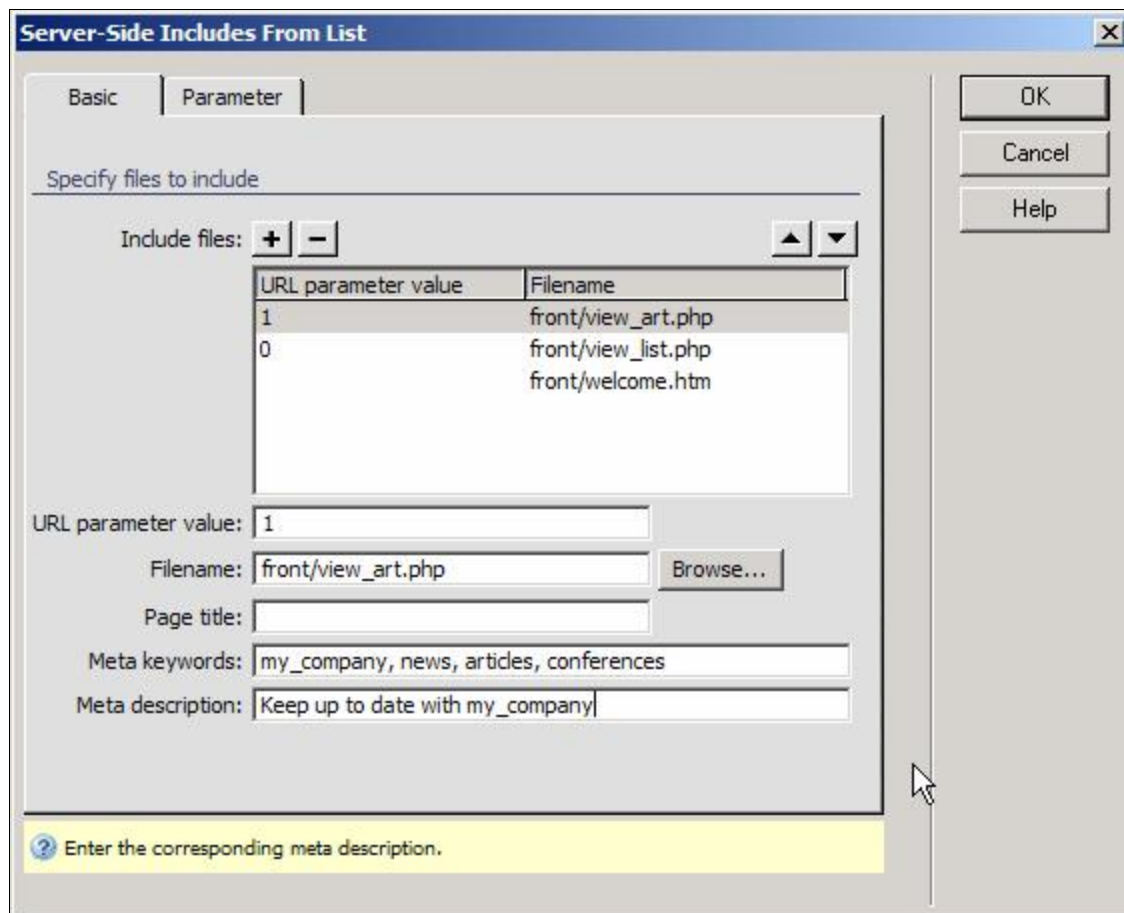 Server-Side Includes From List
Basic
Parameter
OK
Cancel
Help
Specify files to include
Include files:
URL parameter value Filename
1 front/view_art.php
0 front/view_list.php
front/welcome.htm
URL parameter value: 1
Filename: front/view_art.php Browse...
Page title:
Meta keywords: my_company, news, articles, conferences
Meta description: Keep up to date with my_company
Enter the corresponding meta description.